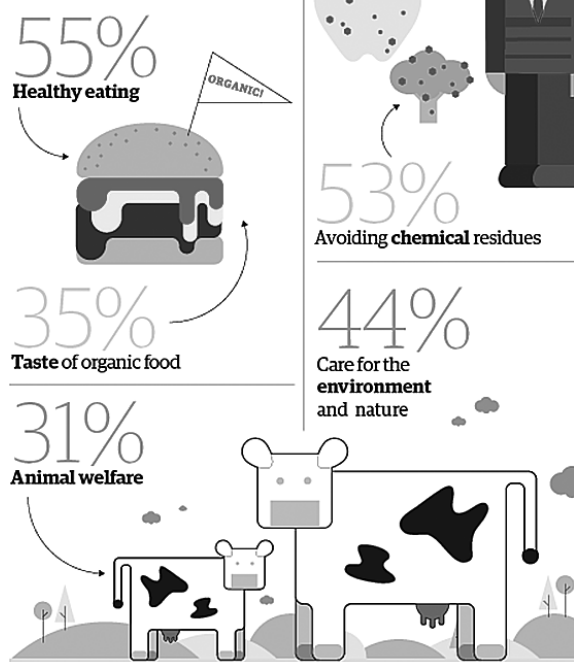 55%
Healthy eating
ORGANIC!
53%
Avoiding chemical residues
35%
Taste of organic food
44%
Care for the
environment
and nature
31%
Animal welfare